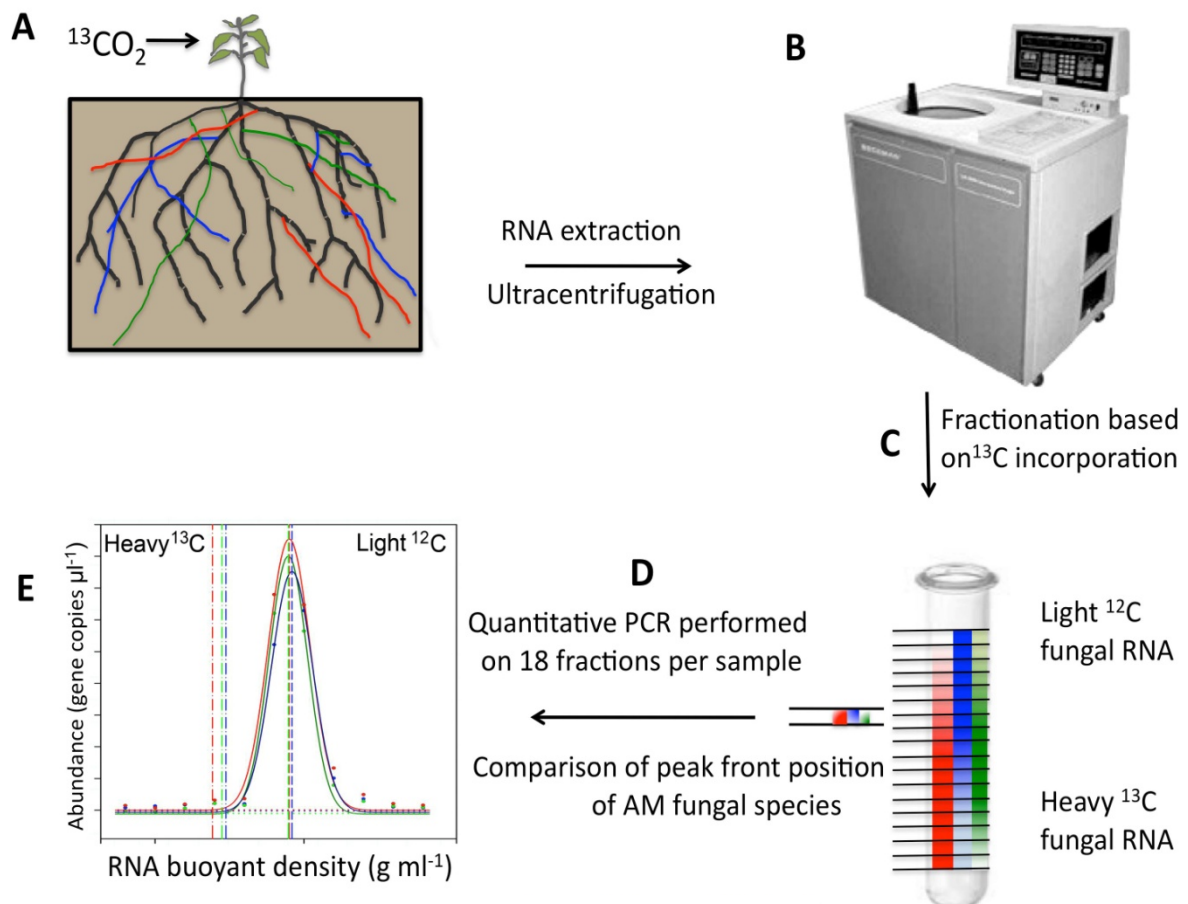 A
¹³CO₂
RNA extraction
Ultracentrifugation
B
BECKMAN
C
Fractionation based
on¹³C incorporation
D
Quantitative PCR performed
on 18 fractions per sample
Comparison of peak front position
of AM fungal species
Light ¹²C
fungal RNA
Heavy ¹³C
fungal RNA
E
Heavy¹³C
Light ¹²C
Abundance (gene copies µl⁻¹)
RNA buoyant density (g ml⁻¹)